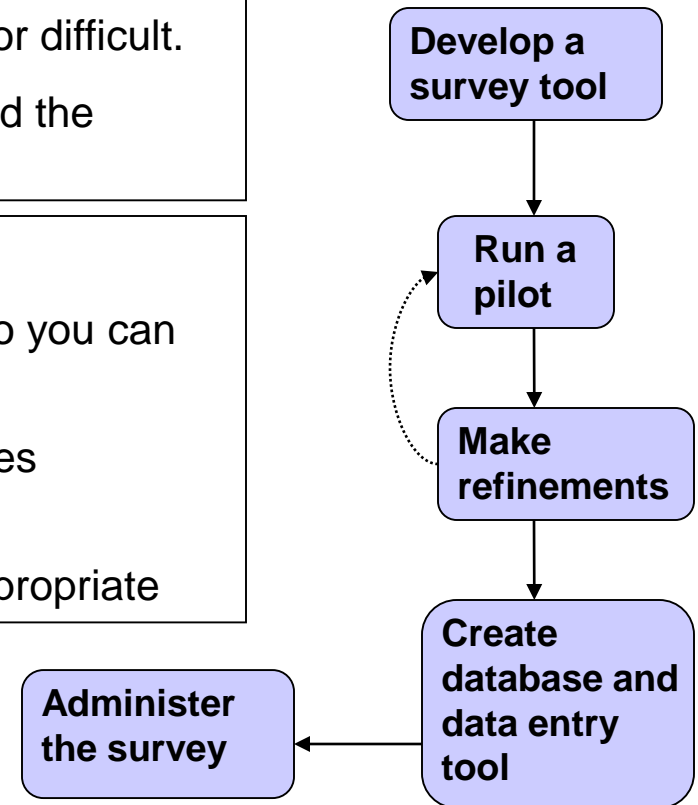 or difficult.
d the
o you can
es
propriate
Develop a
survey tool
Run a
pilot
Make
refinements
Create
database and
data entry
tool
Administer
the survey